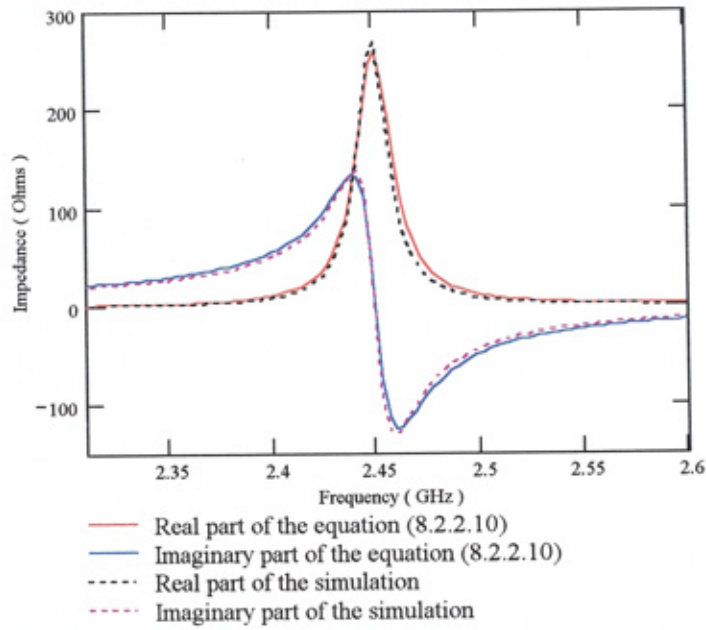 300
200
100
0
−100
Impedance ( Ohms )
2.35
2.4
2.45
2.5
2.55
2.6
Frequency ( GHz )
Real part of the equation (8.2.2.10)
Imaginary part of the equation (8.2.2.10)
Real part of the simulation
Imaginary part of the simulation